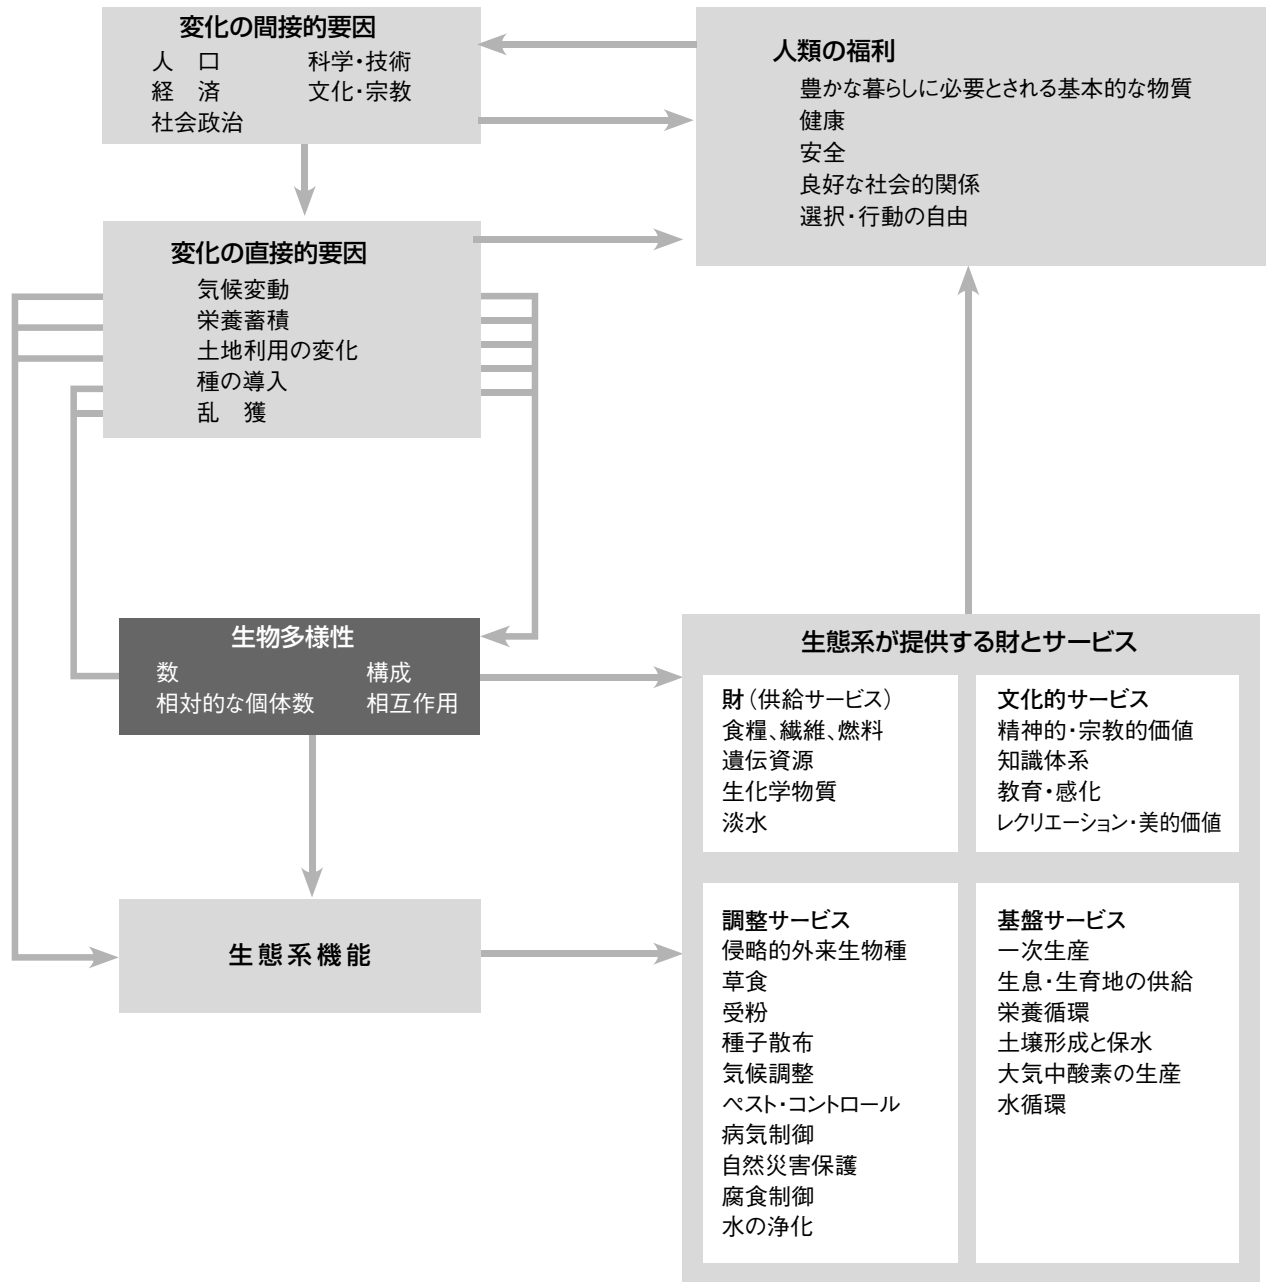 変化の間接的要因
人　口　科学・技術
経　済　文化・宗教
社会政治
人類の福利
豊かな暮らしに必要とされる基本的な物質
健康
安全
良好な社会的関係
選択・行動の自由
変化の直接的要因
気候変動
栄養蓄積
土地利用の変化
種の導入
乱　獲
生物多様性
数　構成
相対的な個体数　相互作用
生態系機能
生態系が提供する財とサービス
財（供給サービス）
食糧、繊維、燃料
遺伝資源
生化学物質
淡水
文化的サービス
精神的・宗教的価値
知識体系
教育・感化
レクリエーション・美的価値
調整サービス
侵略的外来生物種
草食
受粉
種子散布
気候調整
ペスト・コントロール
病気制御
自然災害保護
腐食制御
水の浄化
基盤サービス
一次生産
生息・生育地の供給
栄養循環
土壌形成と保水
大気中酸素の生産
水循環